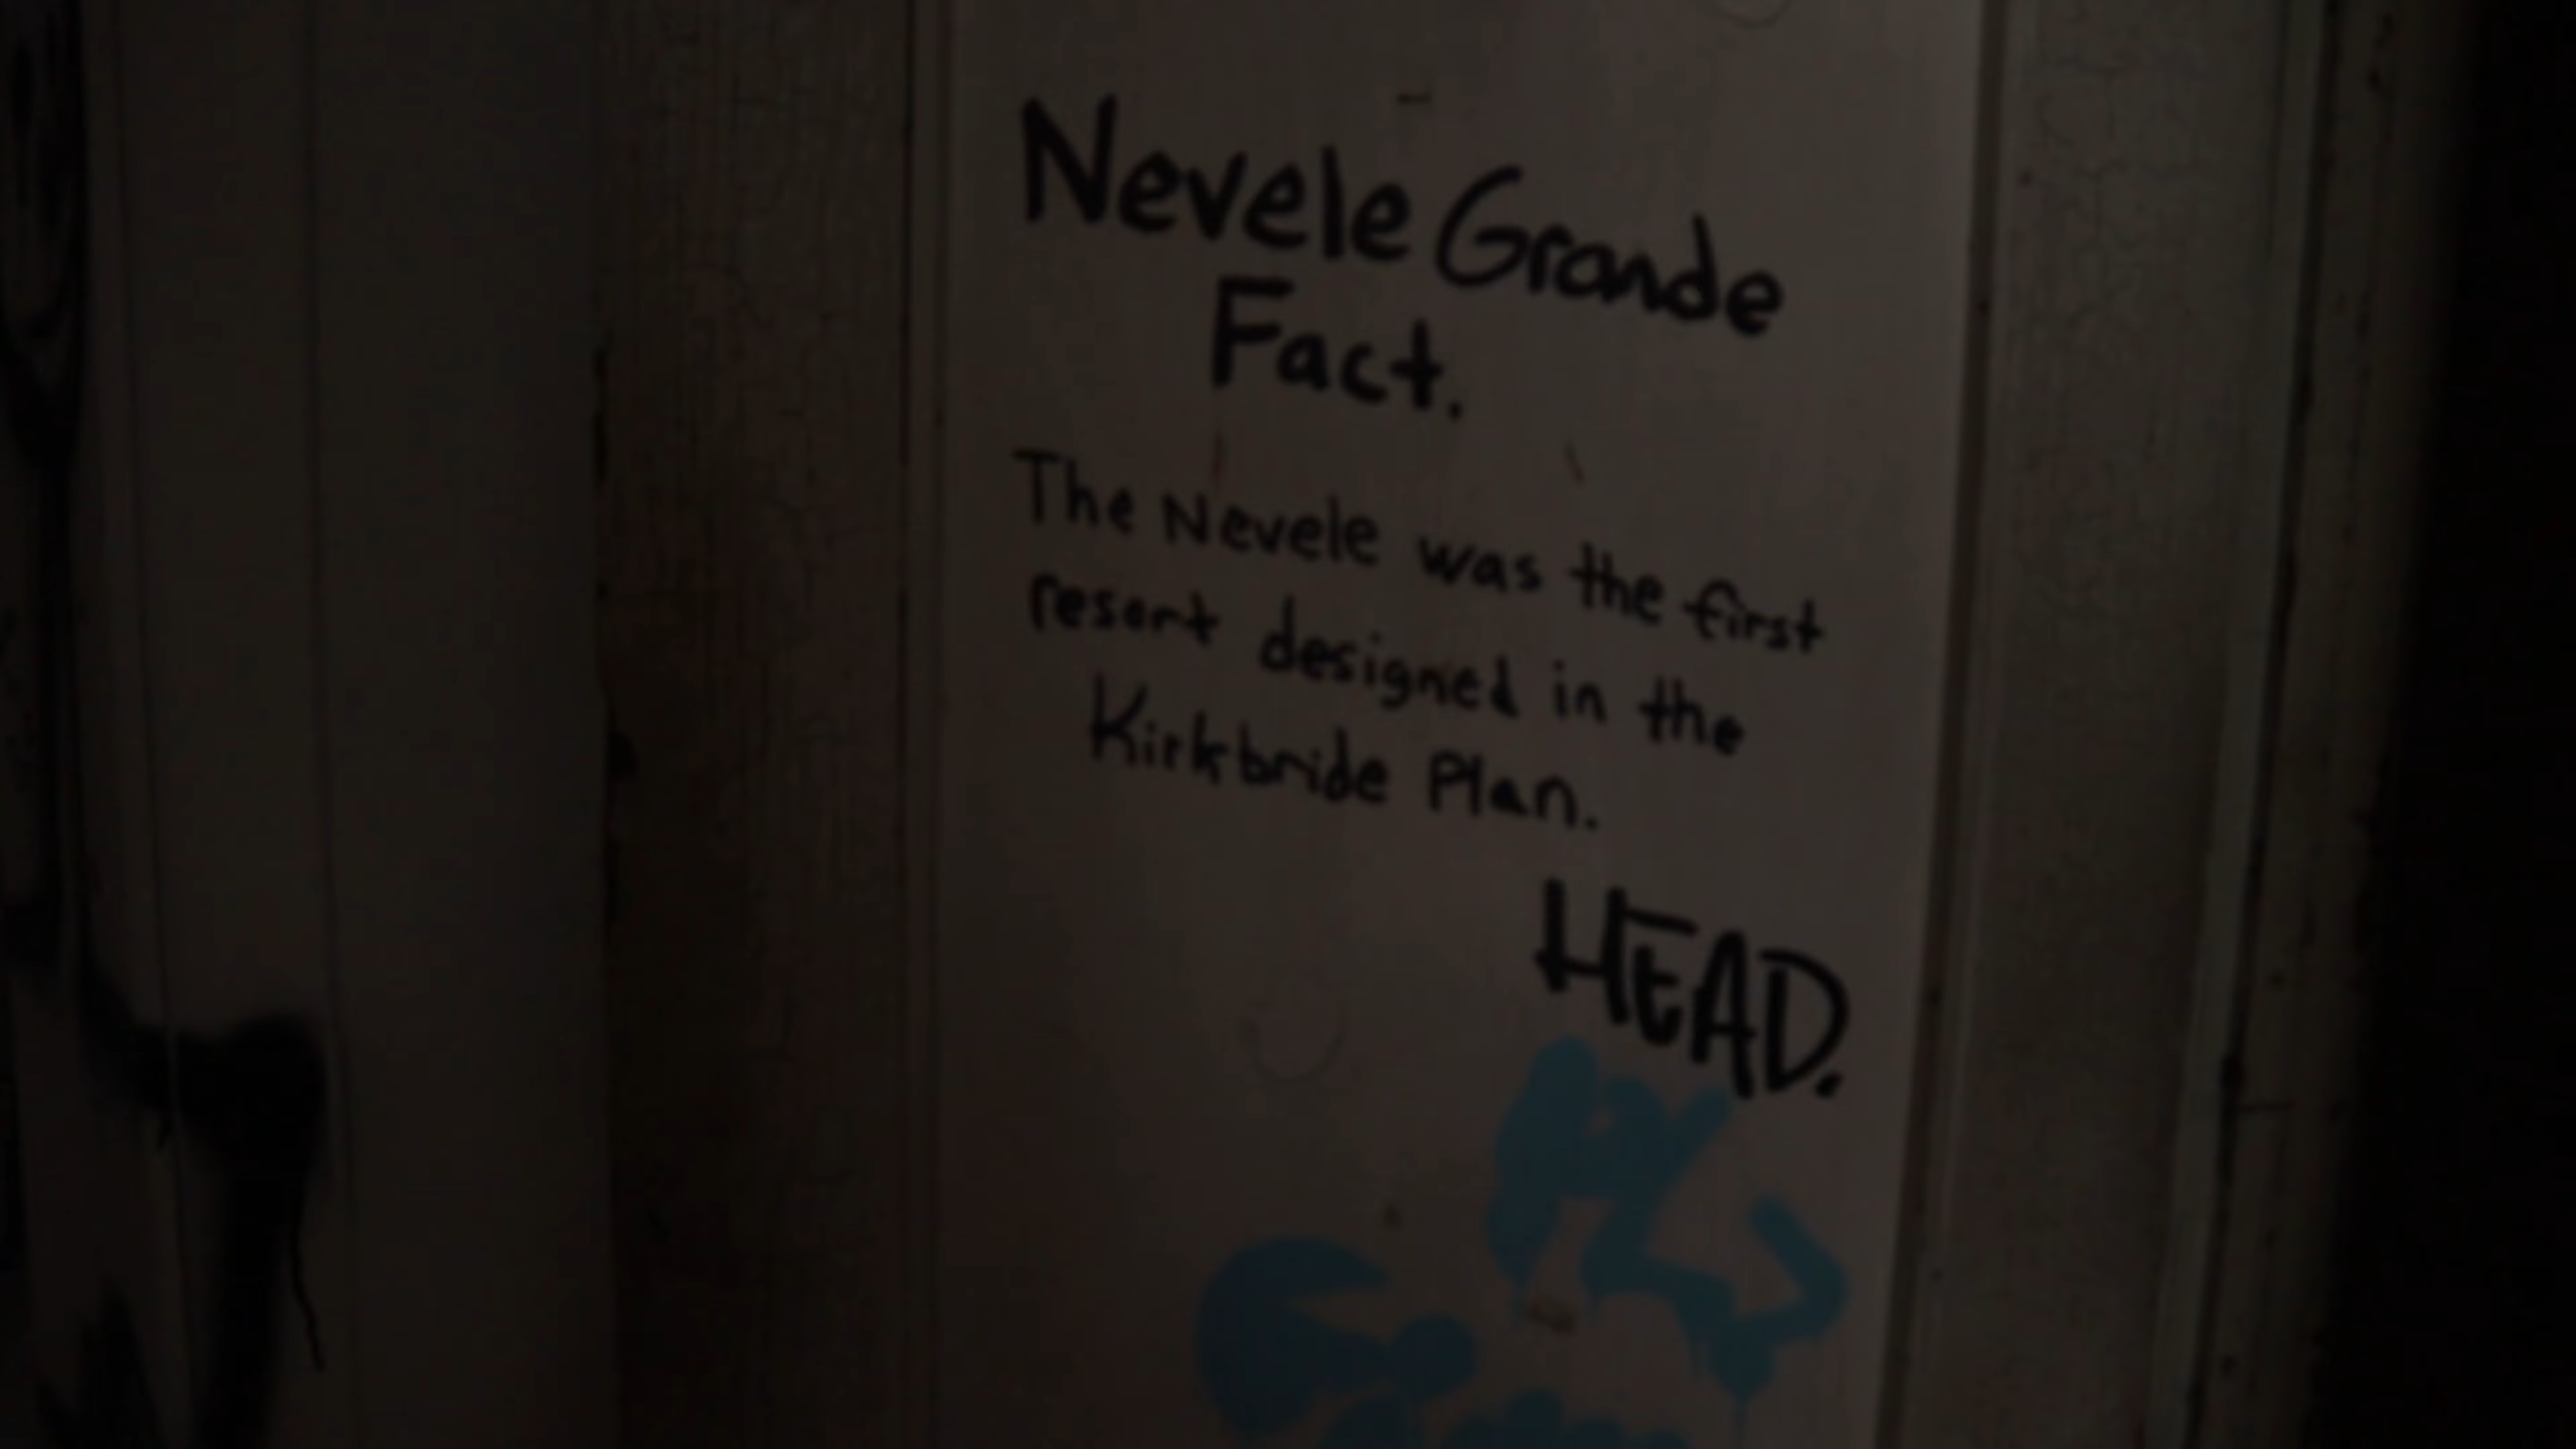 Nevele Grande
Fact.
The Nevele was the first
resort designed in the
Kirkbride Plan.
HEAD.